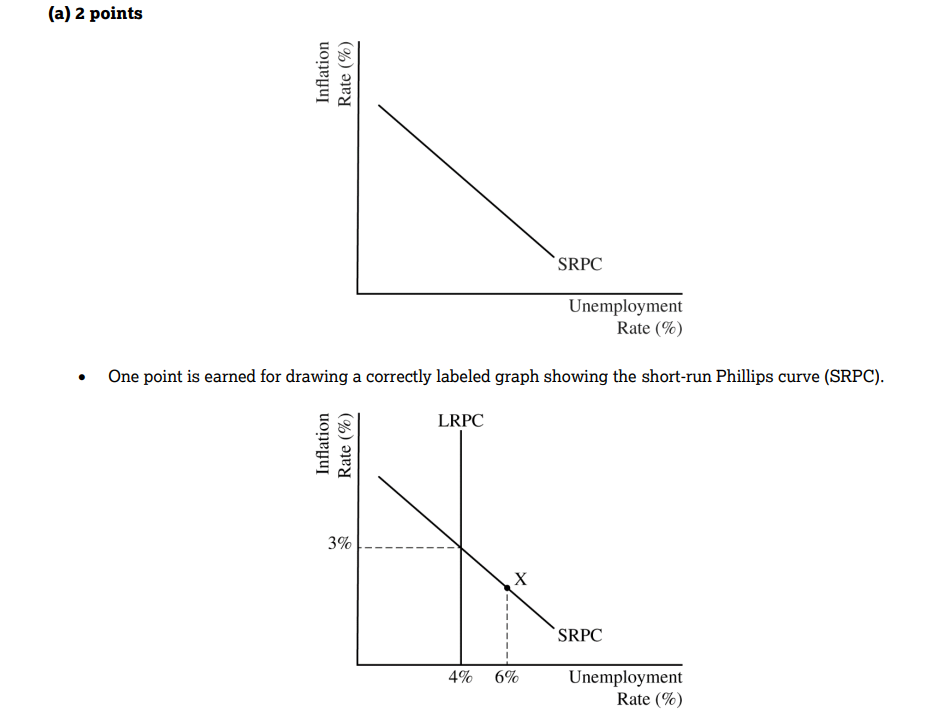 (a) 2 points
Inflation
Rate (%)
SRPC
Unemployment
Rate (%)
• One point is earned for drawing a correctly labeled graph showing the short-run Phillips curve (SRPC).
Inflation
Rate (%)
LRPC
3%
X
SRPC
4% 6% Unemployment
Rate (%)